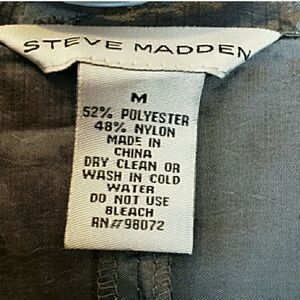 STEVE MADDEN
M
52% POLYESTER
48% NYLON
MADE IN
CHINA
DRY CLEAN OR
WASH IN COLD
WATER
DO NOT USE
BLEACH
RN#98072